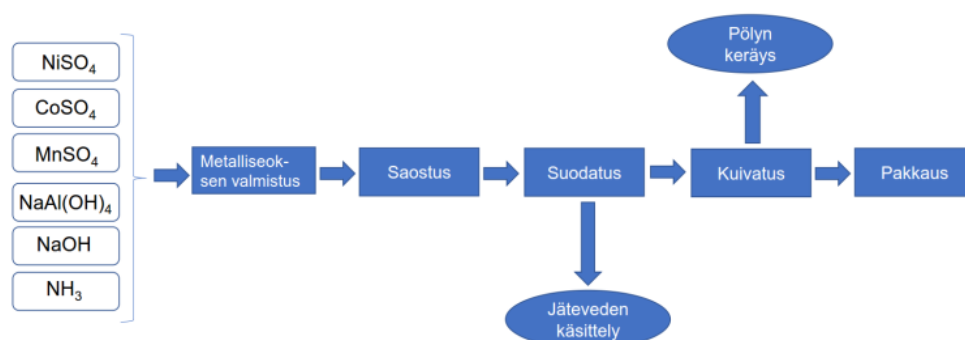 NiSO₄
CoSO₄
MnSO₄
NaAl(OH)₄
NaOH
NH₃
Metalliseok-
sen valmistus
Saostus
Suodatus
Kuivatus
Pakkaus
Pölyn
keräys
Jäteveden
käsittely